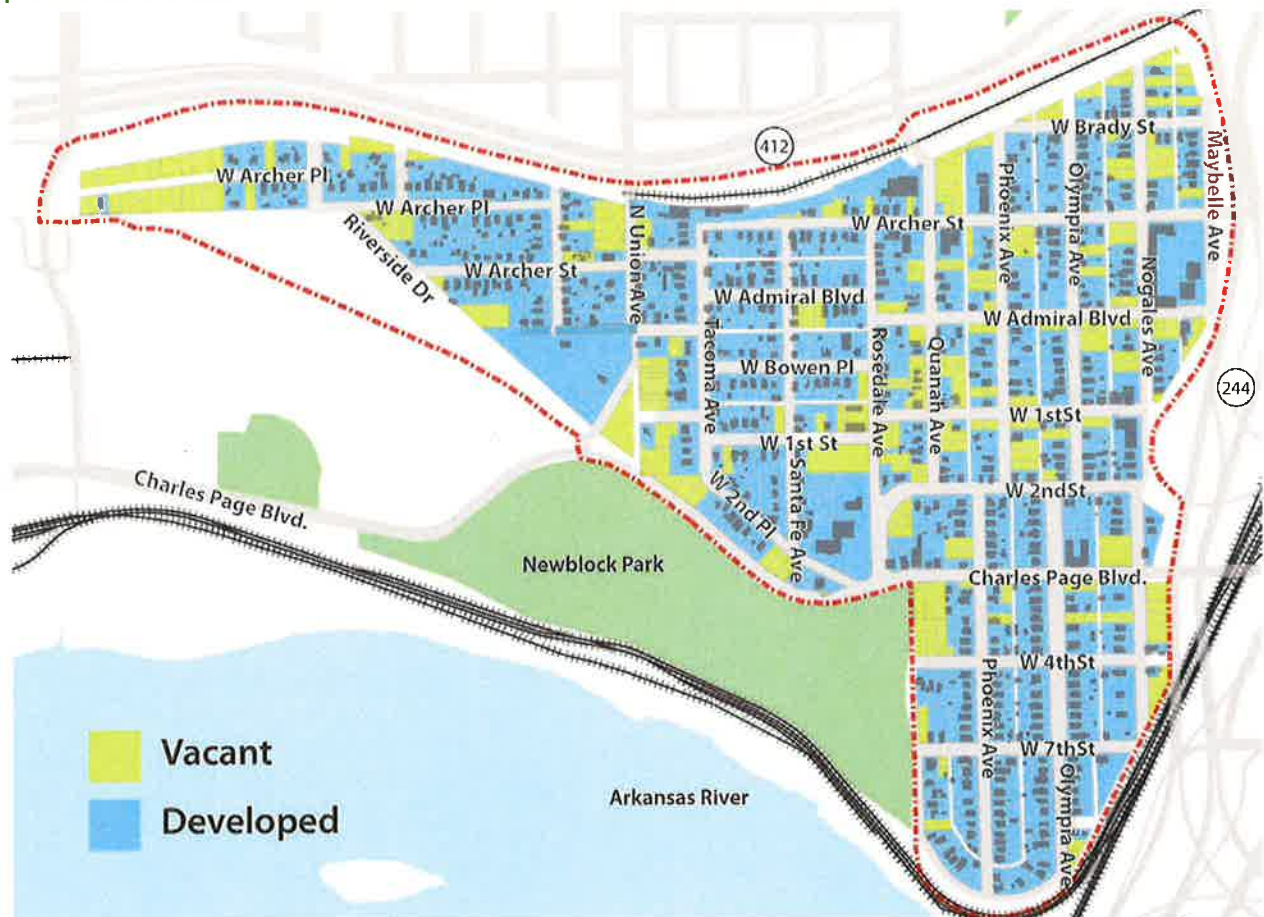 W Brady St
412
Maybelle Ave
W Archer Pl
Phoenix Ave
Olympia Ave
W Archer Pl
W Archer St
Riverside Dr
N Union Ave
W Archer St
Nogales Ave
W Admiral Blvd
W Admiral Blvd
Tacoma Ave
Rosedale Ave
Quanah Ave
W Bowen Pl
244
W 1stSt
W 1st St
Santa Fe Ave
W 2nd Pl
W 2ndSt
Charles Page Blvd.
Newblock Park
Charles Page Blvd.
W 4thSt
Phoenix Ave
Vacant
W 7thSt
Olympia Ave
Arkansas River
Developed